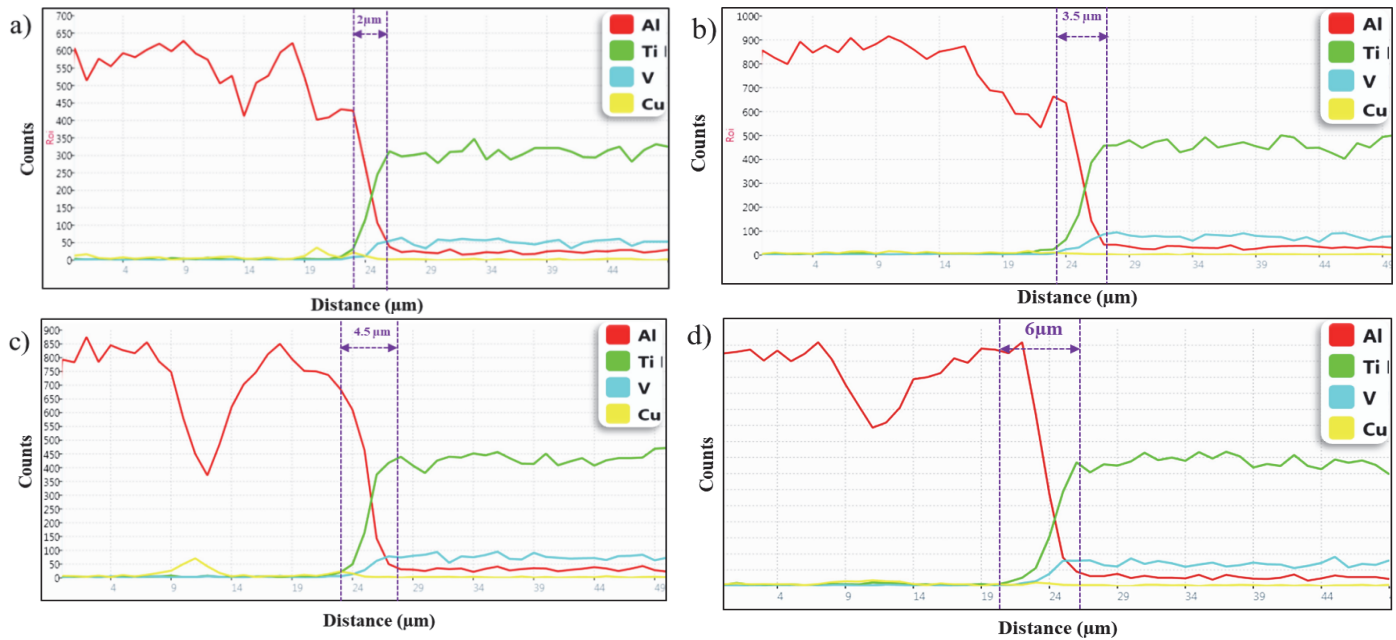 a)
2μm
700
650
600
550
500
450
400
350
300
250
200
150
100
50
0
Roi
Counts
4
9
14
19
24
29
34
39
44
Distance (μm)
Al
Ti
V
Cu
b)
3.5 μm
1000
900
800
700
600
500
400
300
200
100
0
Roi
Counts
4
9
14
19
24
29
34
39
44
49
Distance (μm)
Al
Ti
V
Cu
c)
4.5 μm
900
850
800
750
700
650
600
550
500
450
400
350
300
250
200
150
100
50
0
Counts
4
9
14
19
24
29
34
39
44
49
Distance (μm)
Al
Ti
V
Cu
d)
6μm
Counts
4
9
14
19
24
29
34
39
44
Distance (μm)
Al
Ti
V
Cu